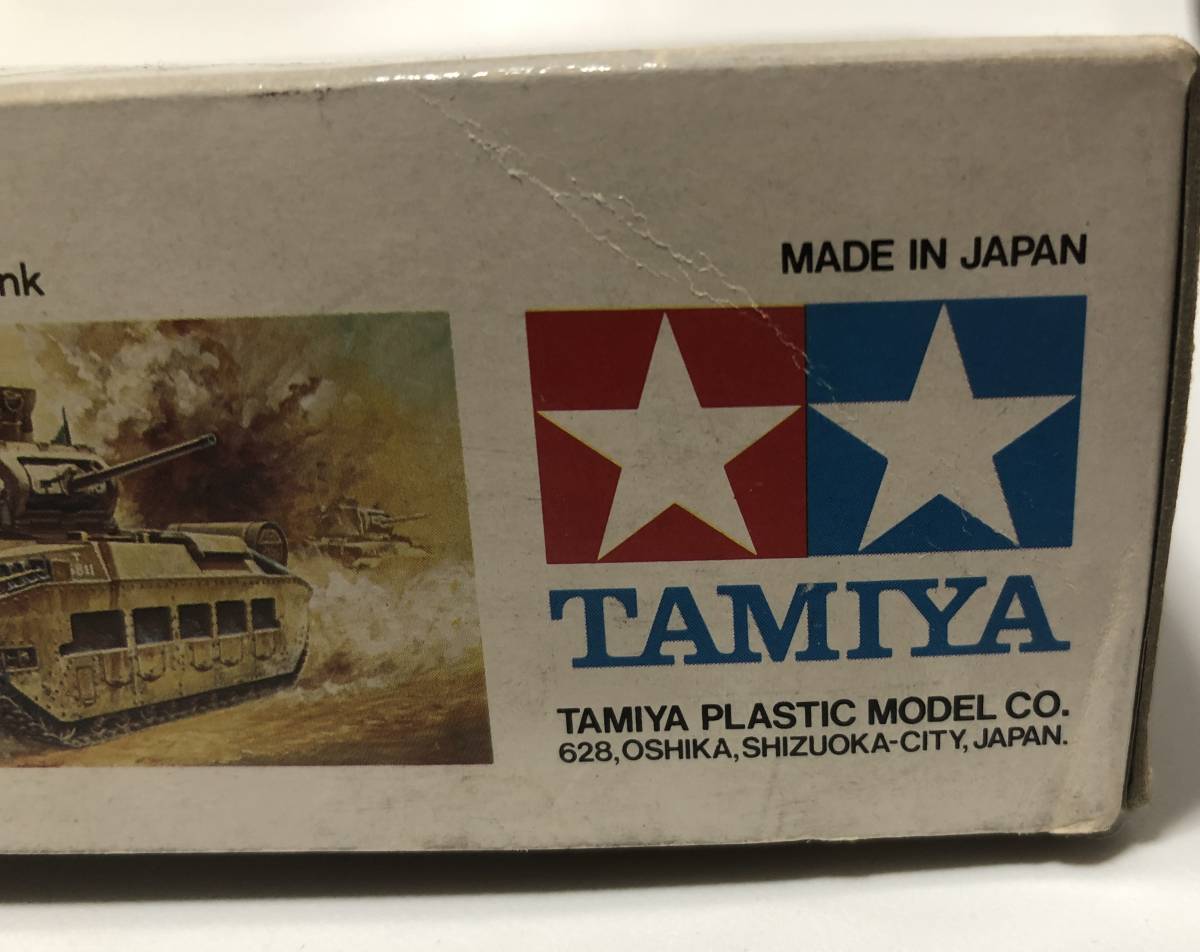 MADE IN JAPAN
nk
TAMIYA
TAMIYA PLASTIC MODEL CO.
628, OSHIKA, SHIZUOKA-CITY, JAPAN.